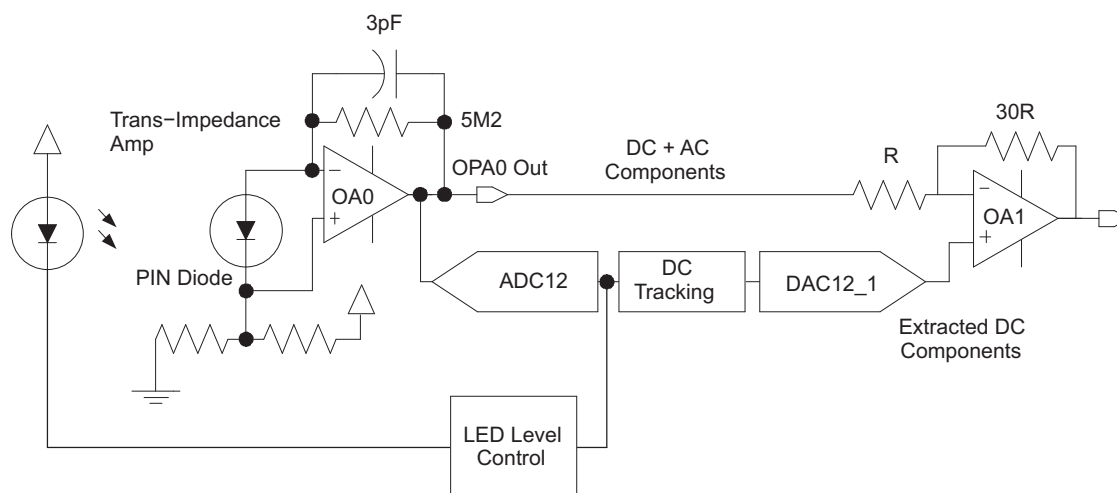 3pF
Trans−Impedance
Amp
5M2
OPA0 Out
DC + AC
Components
R
30R
−
OA0
+
−
OA1
+
PIN Diode
ADC12
DC
Tracking
DAC12_1
Extracted DC
Components
LED Level
Control